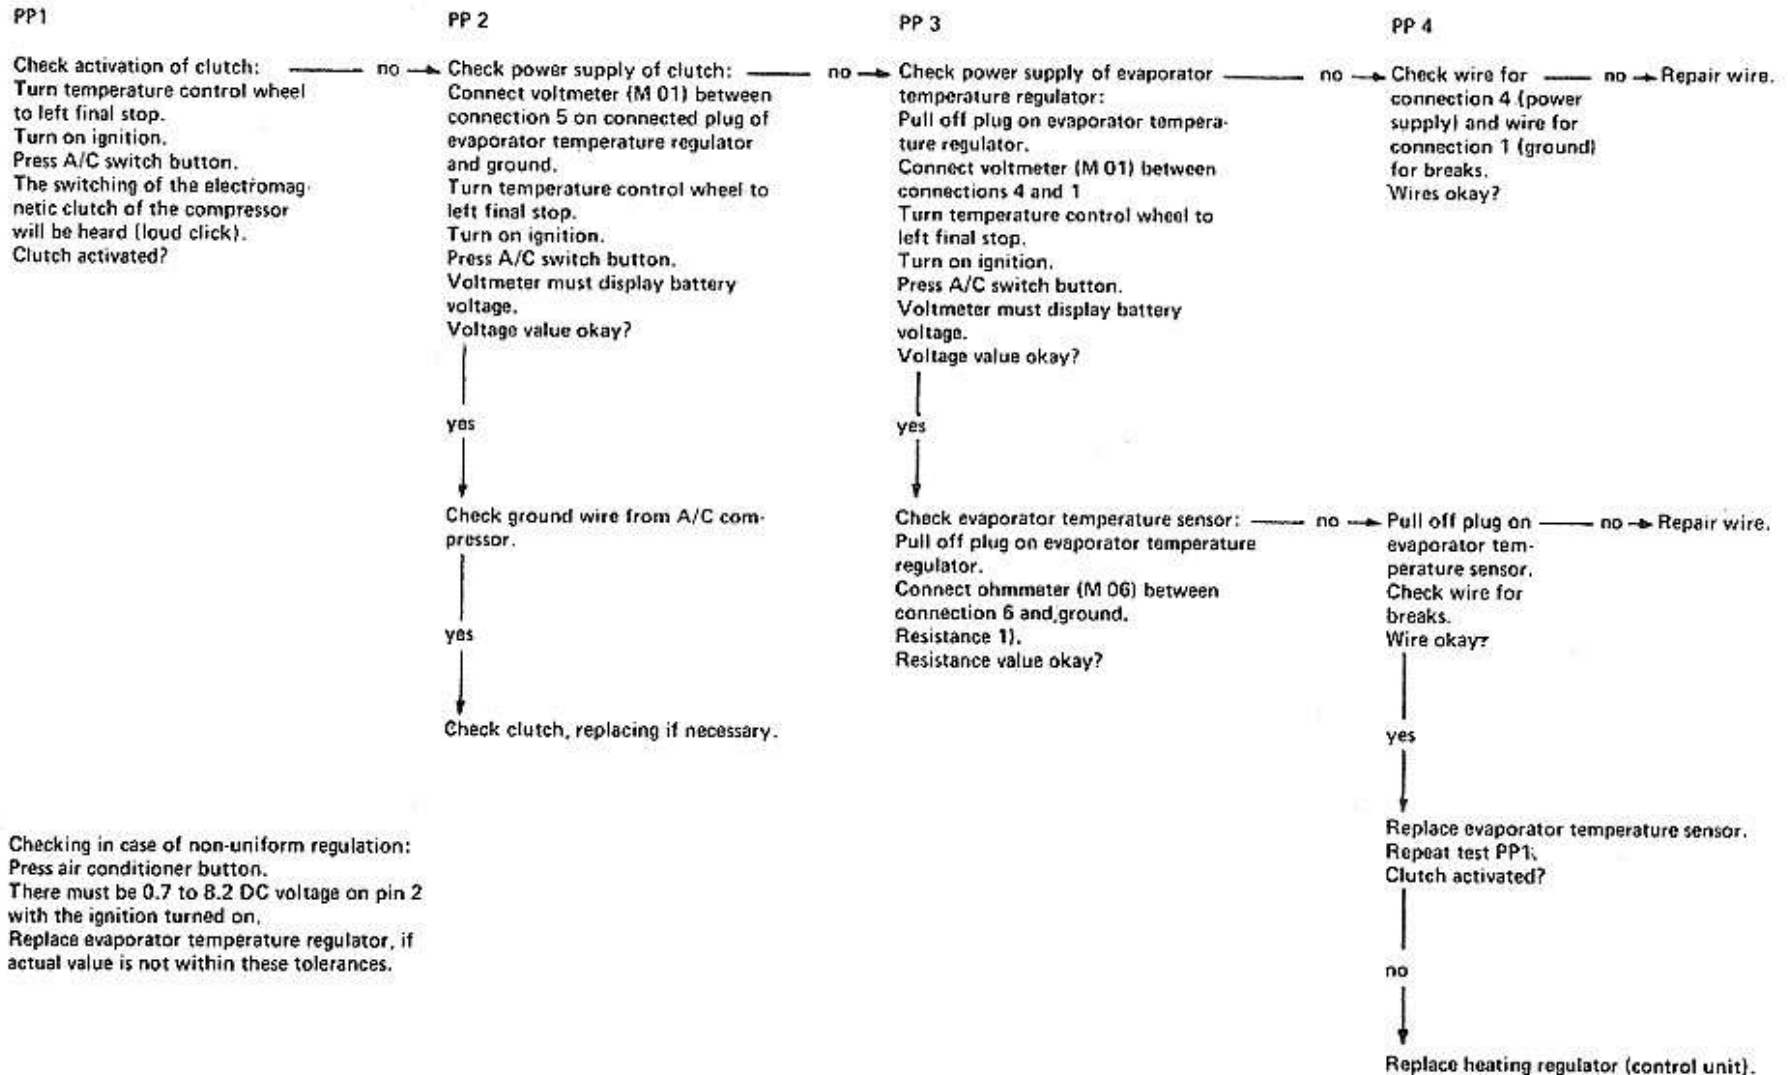 PP1
Check activation of clutch:
Turn temperature control wheel
to left final stop.
Turn on ignition.
Press A/C switch button.
The switching of the electromag-
netic clutch of the compressor
will be heard (loud click).
Clutch activated?
no
PP 2
Check power supply of clutch:
Connect voltmeter (M 01) between
connection 5 on connected plug of
evaporator temperature regulator
and ground.
Turn temperature control wheel to
left final stop.
Turn on ignition.
Press A/C switch button.
Voltmeter must display battery
voltage.
Voltage value okay?
no
yes
Check ground wire from A/C com-
pressor.
yes
Check clutch, replacing if necessary.
PP 3
Check power supply of evaporator
temperature regulator:
Pull off plug on evaporator tempera-
ture regulator.
Connect voltmeter (M 01) between
connections 4 and 1
Turn temperature control wheel to
left final stop.
Turn on ignition.
Press A/C switch button.
Voltmeter must display battery
voltage.
Voltage value okay?
no
yes
Check evaporator temperature sensor:
Pull off plug on evaporator temperature
regulator.
Connect ohmmeter (M 06) between
connection 6 and ground.
Resistance 1).
Resistance value okay?
no
PP 4
Check wire for
connection 4 (power
supply) and wire for
connection 1 (ground)
for breaks.
Wires okay?
no
Repair wire.
Pull off plug on
evaporator tem-
perature sensor.
Check wire for
breaks.
Wire okay?
no
Repair wire.
yes
Replace evaporator temperature sensor.
Repeat test PP1.
Clutch activated?
no
Replace heating regulator (control unit).
Checking in case of non-uniform regulation:
Press air conditioner button.
There must be 0.7 to 8.2 DC voltage on pin 2
with the ignition turned on.
Replace evaporator temperature regulator, if
actual value is not within these tolerances.